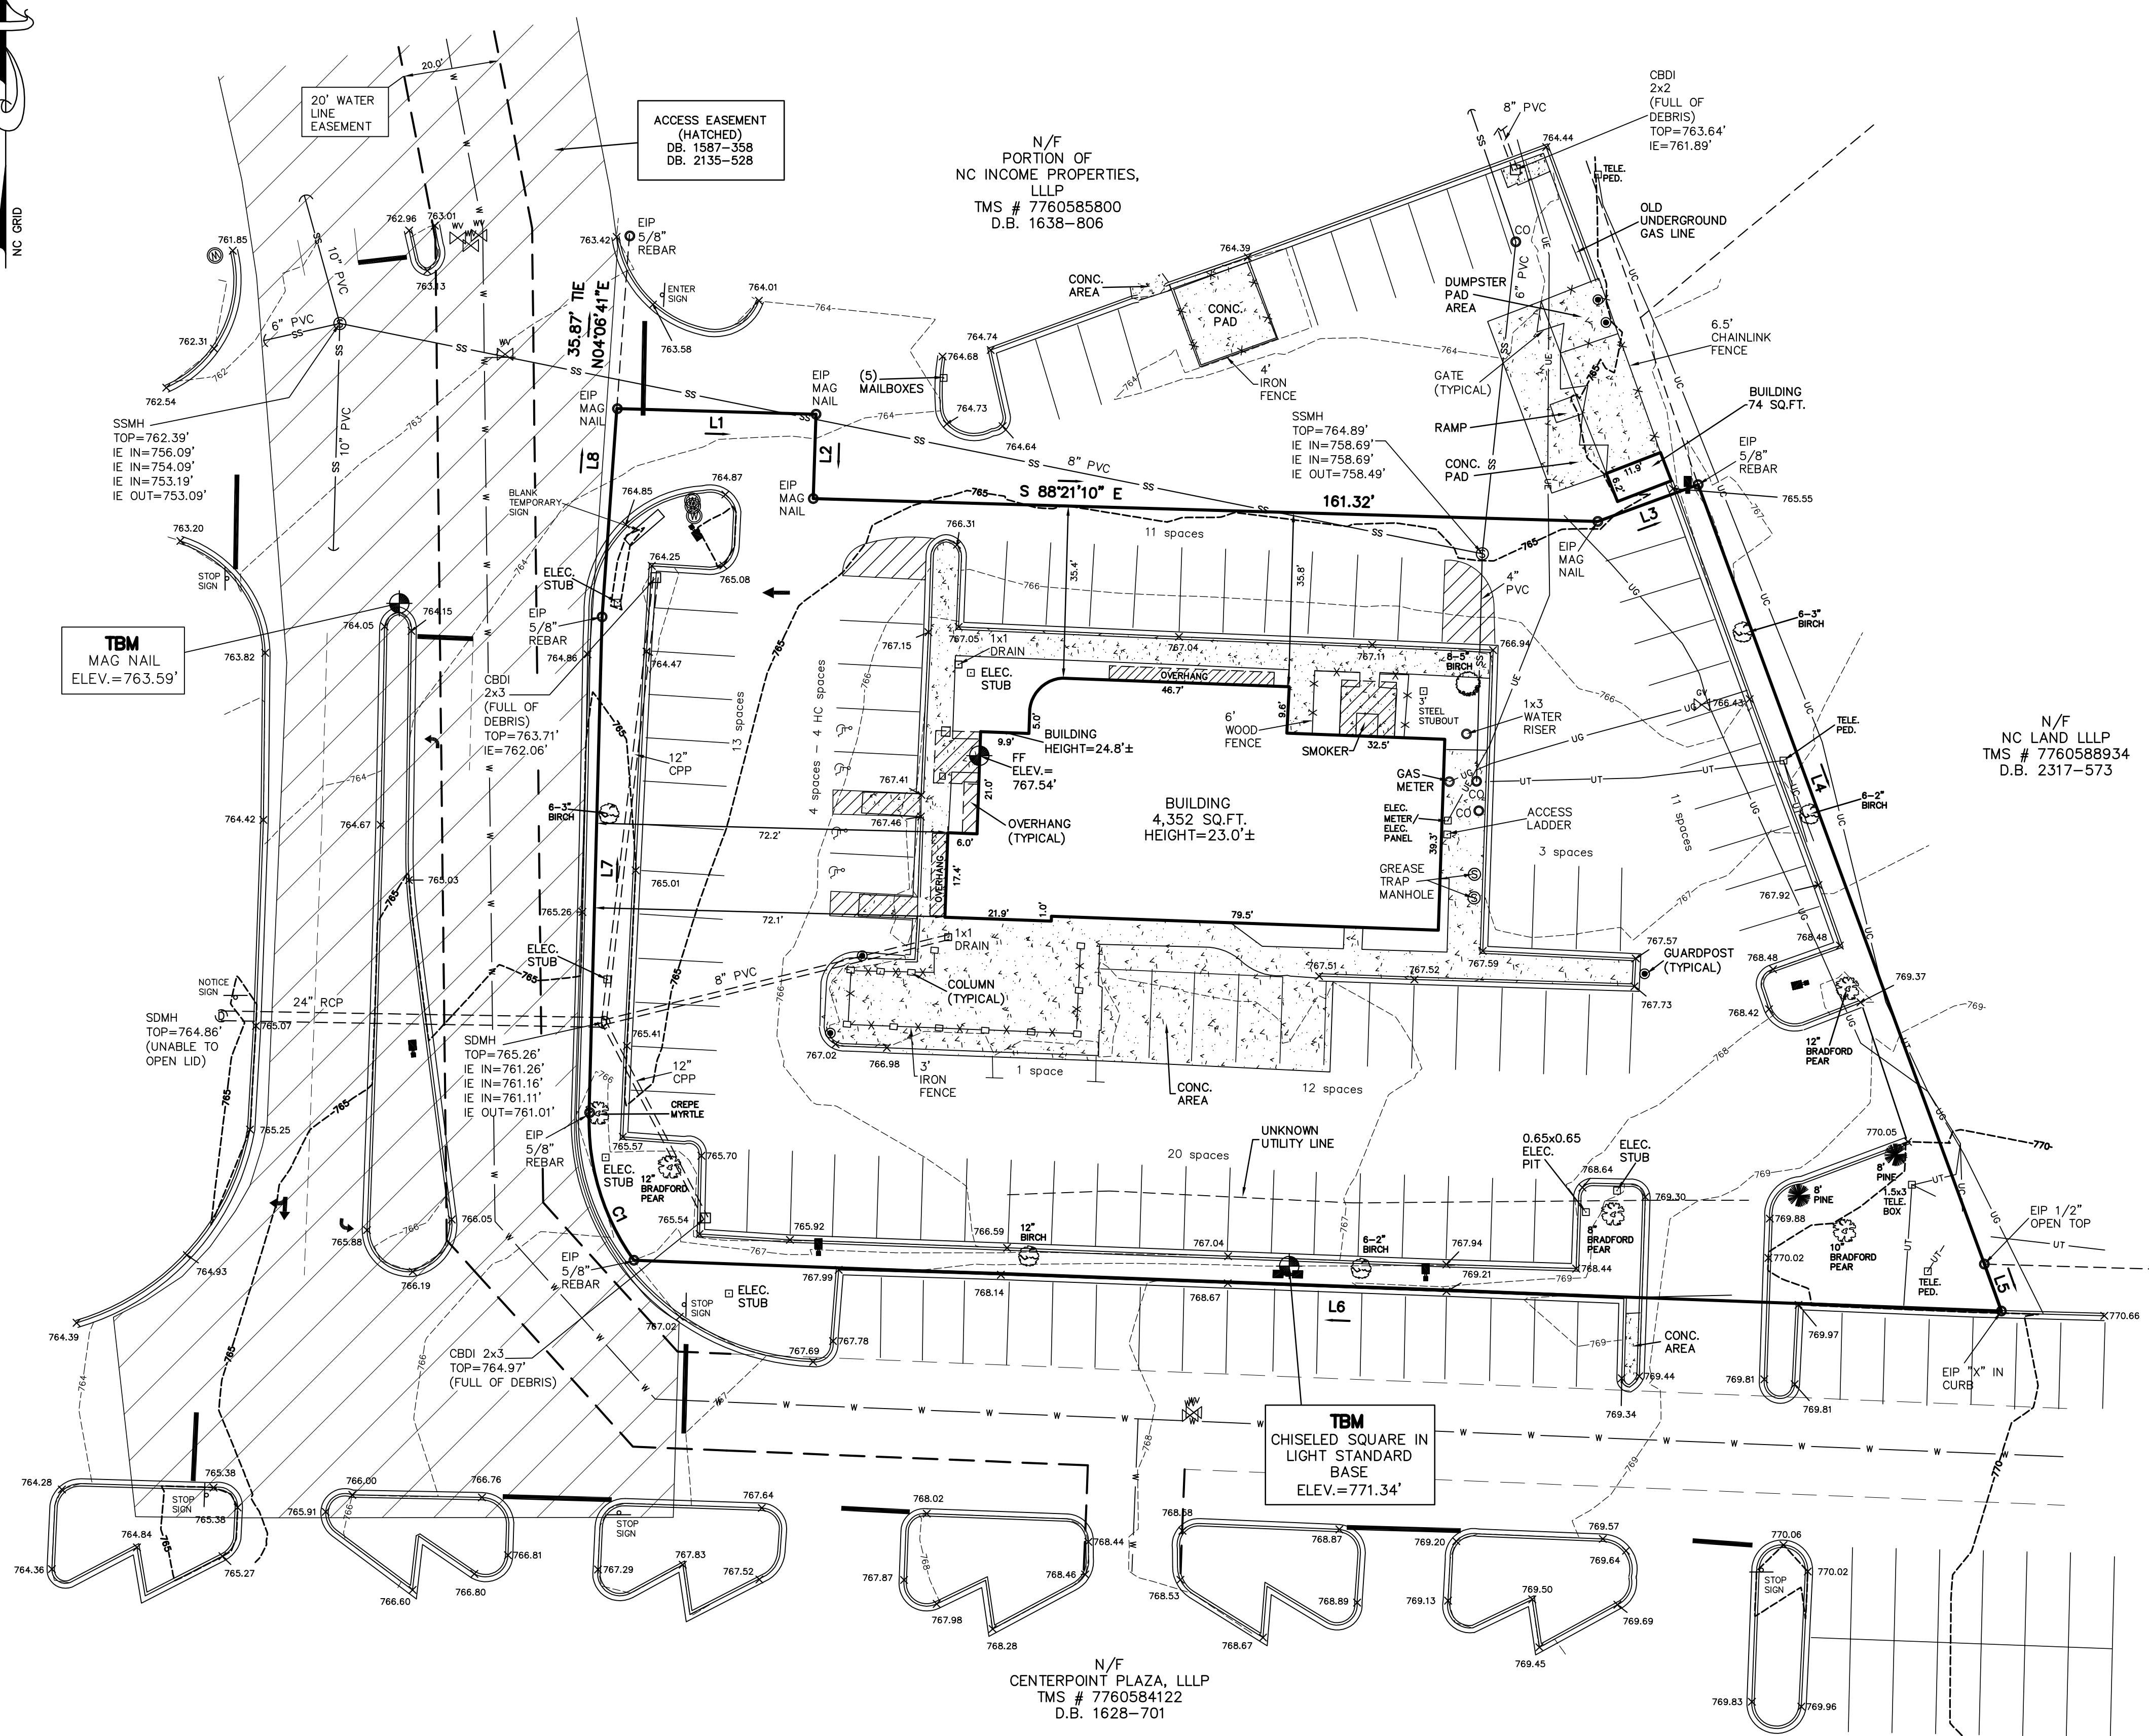 NC GRID
20.0'
20' WATER
LINE
EASEMENT
ACCESS EASEMENT
(HATCHED)
DB. 1587-358
DB. 2135-528
N/F
PORTION OF
NC INCOME PROPERTIES,
LLLP
TMS # 7760585800
D.B. 1638-806
8" PVC
CBDI
2x2
(FULL OF
DEBRIS)
TOP=763.64'
IE=761.89'
764.44
TELE.
PED.
OLD
UNDERGROUND
GAS LINE
761.85
762.96
763.01
763.13
WV
WV
10" PVC
6" PVC
762.31
762.54
762
763.42
EIP
5/8"
REBAR
ENTER
SIGN
763.58
764.01
764
35.87' TIE
N04°06'41"E
CONC.
AREA
CONC.
PAD
764.39
764.74
764.68
(5)
MAILBOXES
764.73
764.64
4'
IRON
FENCE
CO
6" PVC
DUMPSTER
PAD
AREA
GATE
(TYPICAL)
6.5'
CHAINLINK
FENCE
BUILDING
74 SQ.FT.
RAMP
CONC.
PAD
11.9'
6.2'
EIP
5/8"
REBAR
765.55
SSMH
TOP=762.39'
IE IN=756.09'
IE IN=754.09'
IE IN=753.19'
IE OUT=753.09'
10" PVC
763
EIP
MAG
NAIL
EIP
MAG
NAIL
L1
L2
L8
EIP
MAG
NAIL
8" PVC
SSMH
TOP=764.89'
IE IN=758.69'
IE IN=758.69'
IE OUT=758.49'
S 88°21'10" E
161.32'
L3
EIP
MAG
NAIL
767
763.20
STOP
SIGN
BLANK
TEMPORARY
SIGN
764.85
764.87
764.25
765.08
ELEC.
STUB
EIP
5/8"
REBAR
766.31
11 spaces
35.4'
35.8'
4"
PVC
TBM
MAG NAIL
ELEV.=763.59'
764.05
764.15
763.82
764.86
764.47
CBDI
2x3
(FULL OF
DEBRIS)
TOP=763.71'
IE=762.06'
12"
CPP
13 spaces
4 spaces - 4 HC spaces
767.15
767.05
1x1
DRAIN
ELEC.
STUB
767.04
767.11
766.94
8-5"
BIRCH
OVERHANG
46.7'
9.6'
5.0'
9.9'
BUILDING
HEIGHT=24.8'±
FF
ELEV.=
767.54'
6'
WOOD
FENCE
SMOKER
32.5'
3'
STEEL
STUBOUT
1x3
WATER
RISER
6-3"
BIRCH
GV
766.43
TELE.
PED.
L4
N/F
NC LAND LLLP
TMS # 7760588934
D.B. 2317-573
764.42
764.67
6-3"
BIRCH
72.2'
767.41
767.46
21.0'
6.0'
OVERHANG
(TYPICAL)
BUILDING
4,352 SQ.FT.
HEIGHT=23.0'±
GAS
METER
ELEC.
METER/
ELEC.
PANEL
CO
CO
ACCESS
LADDER
39.3'
GREASE
TRAP
MANHOLE
3 spaces
11 spaces
6-2"
BIRCH
765.03
L7
765.01
765.26
72.1'
OVERHANG
17.4'
21.9'
1.0'
79.5'
767.92
768.48
768.48
769.37
768.42
ELEC.
STUB
8" PVC
1x1
DRAIN
COLUMN
(TYPICAL)
767.51
767.52
767.59
767.57
GUARDPOST
(TYPICAL)
767.73
12"
BRADFORD
PEAR
NOTICE
SIGN
24" RCP
SDMH
TOP=764.86'
(UNABLE TO
OPEN LID)
765.07
SDMH
TOP=765.26'
IE IN=761.26'
IE IN=761.16'
IE IN=761.11'
IE OUT=761.01'
765.41
12"
CPP
767.02
766.98
3'
IRON
FENCE
1 space
CONC.
AREA
12 spaces
765.25
CREPE
MYRTLE
EIP
5/8"
REBAR
765.57
765.70
ELEC.
STUB
12"
BRADFORD
PEAR
20 spaces
UNKNOWN
UTILITY LINE
0.65x0.65
ELEC.
PIT
768.64
ELEC.
STUB
769.30
8"
BRADFORD
PEAR
770.05
8'
PINE
8'
PINE
1.5x3
TELE.
BOX
769.88
770.02
10"
BRADFORD
PEAR
TELE.
PED.
EIP 1/2"
OPEN TOP
L5
765.88
766.05
766.19
C1
765.54
765.92
766.59
12"
BIRCH
767.04
6-2"
BIRCH
767.94
769.21
768.44
EIP
5/8"
REBAR
ELEC.
STUB
767.99
768.14
768.67
L6
764.93
764.39
STOP
SIGN
767.02
767.78
767.69
CBDI 2x3
TOP=764.97'
(FULL OF DEBRIS)
CONC.
AREA
769.44
769.34
769.97
769.81
769.81
770.66
EIP "X" IN
CURB
TBM
CHISELED SQUARE IN
LIGHT STANDARD
BASE
ELEV.=771.34'
764.28
765.38
STOP
SIGN
765.38
764.84
764.36
765.27
766.00
766.76
765.91
766.81
766.80
766.60
767.64
STOP
SIGN
767.29
767.83
767.52
768.02
768.44
767.87
768.46
767.98
768.28
768.58
768.87
768.53
768.89
768.67
769.20
769.57
769.64
769.13
769.50
769.69
769.45
770.06
770.02
STOP
SIGN
769.83
769.96
N/F
CENTERPOINT PLAZA, LLLP
TMS # 7760584122
D.B. 1628-701